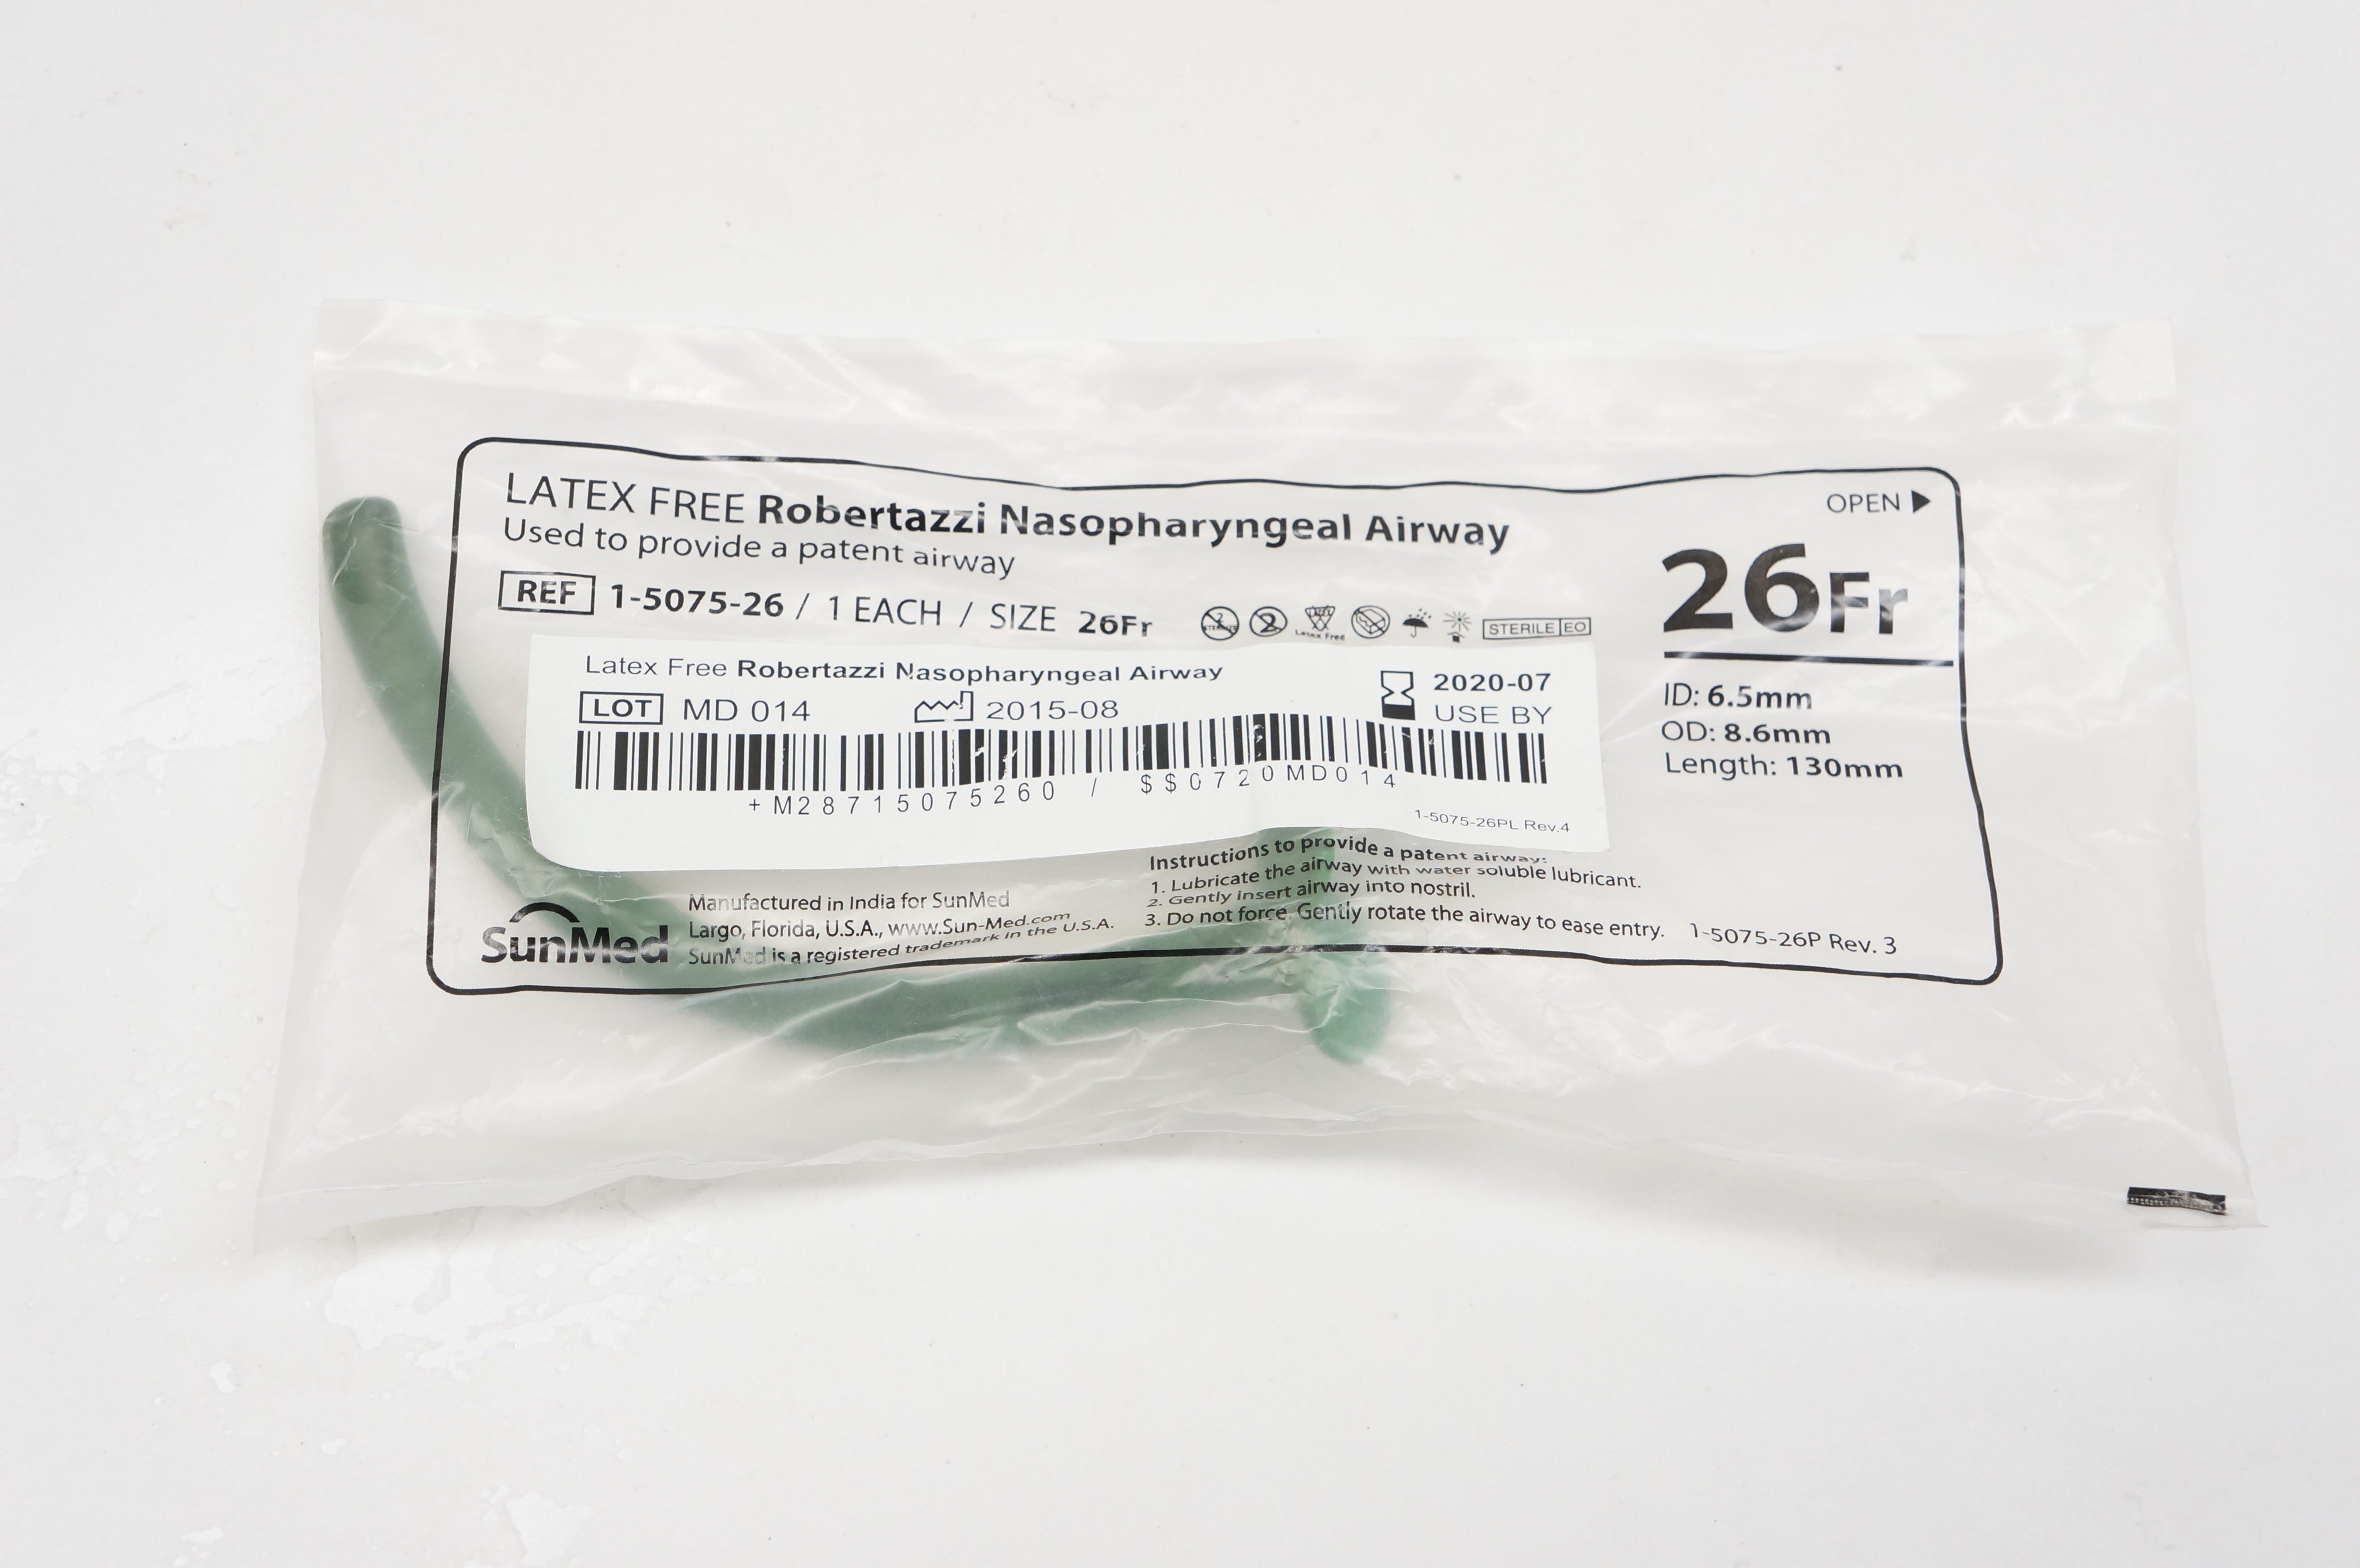 LATEX FREE Robertazzi Nasopharyngeal Airway
Used to provide a patent airway
REF 1-5075-26 / 1 EACH / SIZE 26Fr
Latex Free
STERILE EO
OPEN
26Fr
ID: 6.5mm
OD: 8.6mm
Length: 130mm
Latex Free Robertazzi Nasopharyngeal Airway
LOT MD 014 2015-08
2020-07
USE BY
+M28715075260 / $$0720MD014
1-5075-26PL Rev.4
SunMed
Manufactured in India for SunMed
Largo, Florida, U.S.A., www.Sun-Med.com
SunMed is a registered trademark in the U.S.A.
Instructions to provide a patent airway:
1. Lubricate the airway with water soluble lubricant.
2. Gently insert airway into nostril.
3. Do not force. Gently rotate the airway to ease entry.
1-5075-26P Rev. 3